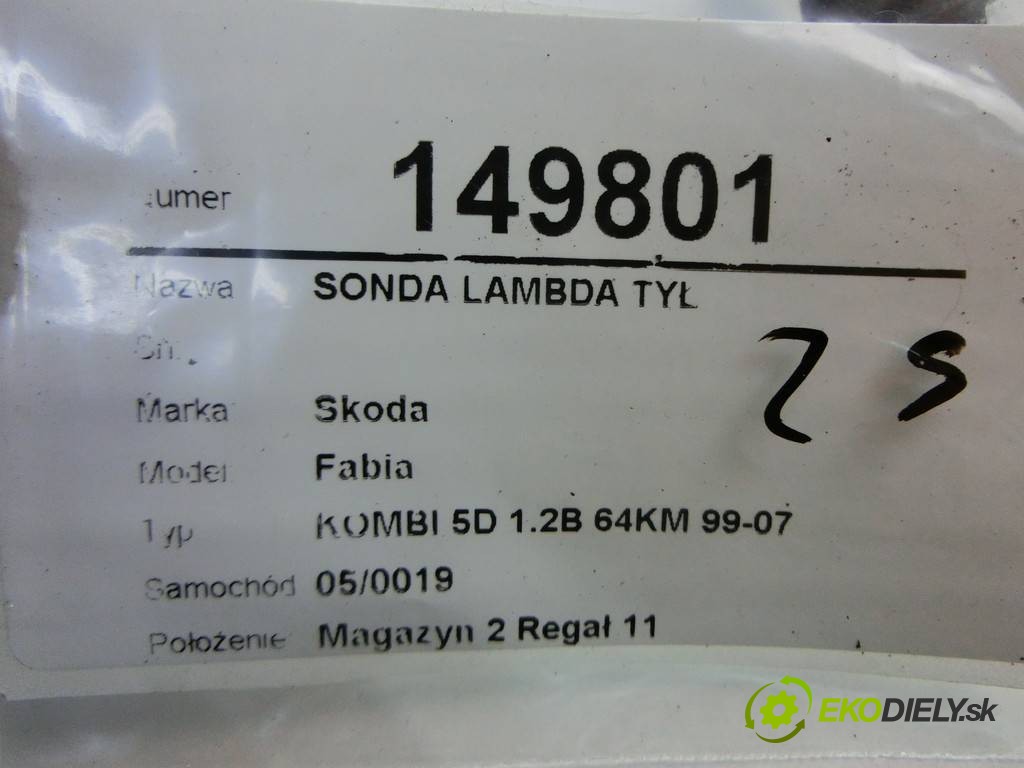 umer 149801
Nazwa SONDA LAMBDA TYŁ
Marka Skoda
Model Fabia
Typ KOMBI 5D 1.2B 64KM 99-07
Samochód 05/0019
Położenie Magazyn 2 Regał 11
EKODIELY.sk